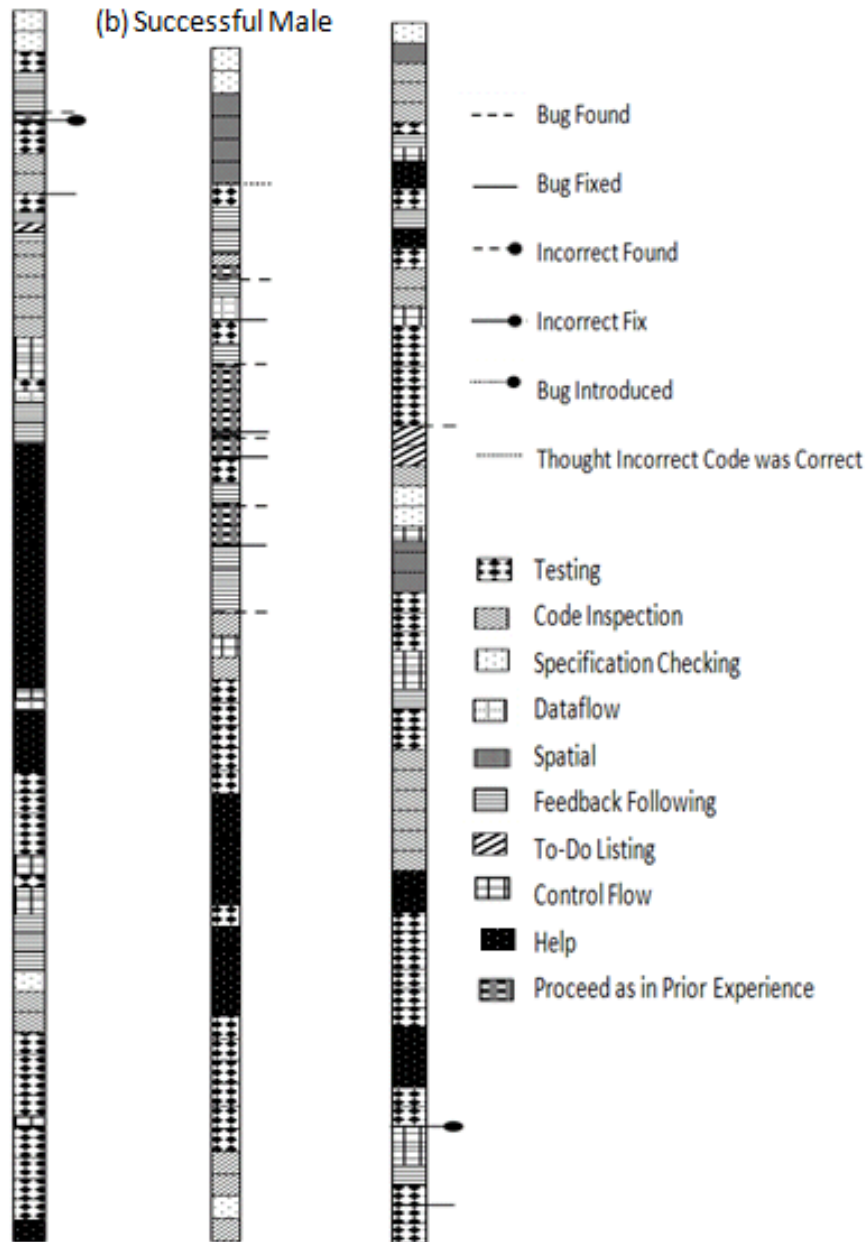 (b) Successful Male
Bug Found
Bug Fixed
Incorrect Found
Incorrect Fix
Bug Introduced
Thought Incorrect Code was Correct
Testing
Code Inspection
Specification Checking
Dataflow
Spatial
Feedback Following
To-Do Listing
Control Flow
Help
Proceed as in Prior Experience